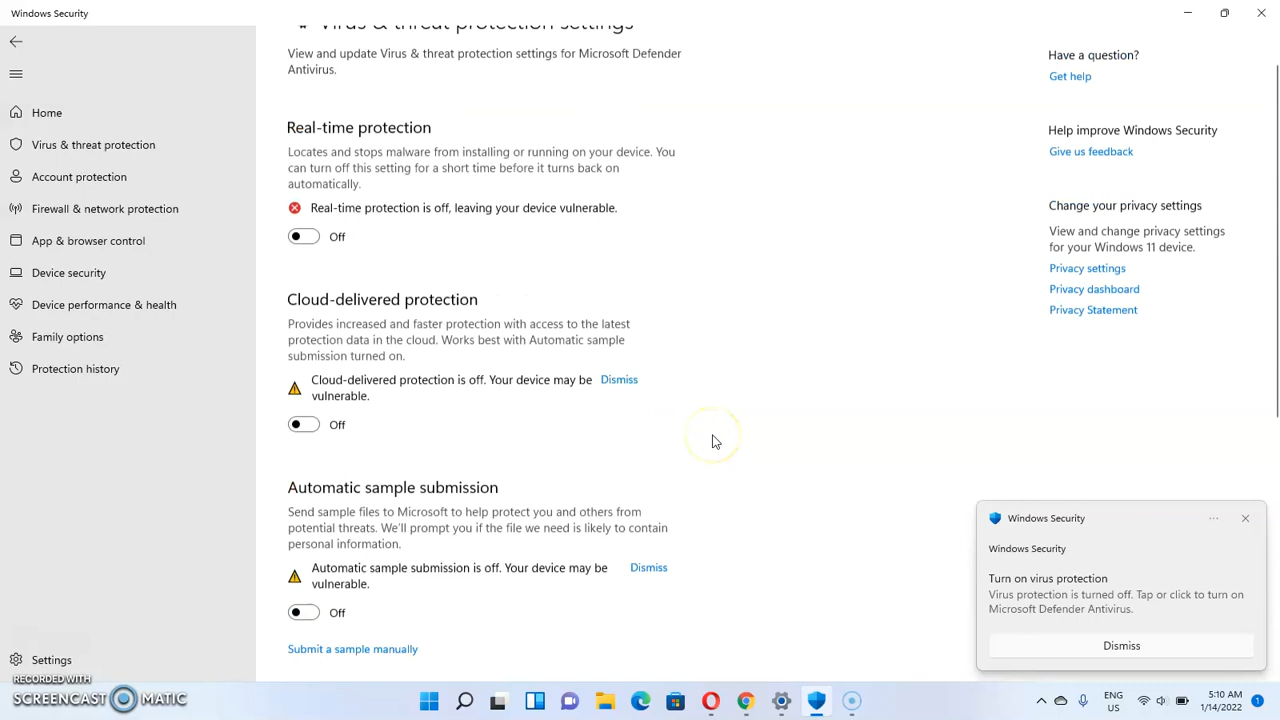 Windows Security
Virus & threat protection settings
View and update Virus & threat protection settings for Microsoft Defender
Antivirus.
Home
Virus & threat protection
Account protection
Firewall & network protection
App & browser control
Device security
Device performance & health
Family options
Protection history
Settings
Real-time protection
Locates and stops malware from installing or running on your device. You
can turn off this setting for a short time before it turns back on
automatically.
Real-time protection is off, leaving your device vulnerable.
Off
Cloud-delivered protection
Provides increased and faster protection with access to the latest
protection data in the cloud. Works best with Automatic sample
submission turned on.
Cloud-delivered protection is off. Your device may be Dismiss
vulnerable.
Off
Automatic sample submission
Send sample files to Microsoft to help protect you and others from
potential threats. We'll prompt you if the file we need is likely to contain
personal information.
Automatic sample submission is off. Your device may be Dismiss
vulnerable.
Off
Submit a sample manually
Have a question?
Get help
Help improve Windows Security
Give us feedback
Change your privacy settings
View and change privacy settings
for your Windows 11 device.
Privacy settings
Privacy dashboard
Privacy Statement
Windows Security
Windows Security
Turn on virus protection
Virus protection is turned off. Tap or click to turn on
Microsoft Defender Antivirus.
Dismiss
RECORDED WITH
SCREENCAST MATIC
ENG
US
5:10 AM
1/14/2022
1